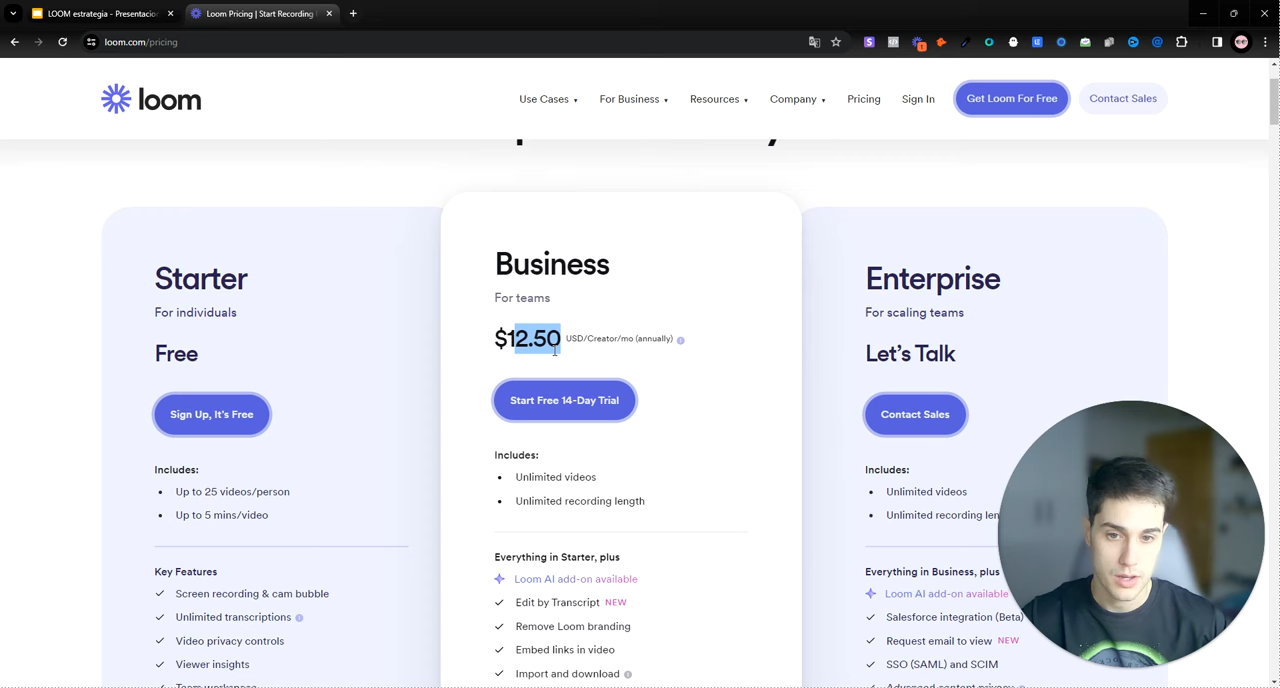 LOOM estrategia - Presentacion
Loom Pricing | Start Recording
loom.com/pricing
1
loom
Use Cases
For Business
Resources
Company
Pricing
Sign In
Get Loom For Free
Contact Sales
Starter
For individuals
Free
Sign Up, It's Free
Includes:
Up to 25 videos/person
Up to 5 mins/video
Key Features
Screen recording & cam bubble
Unlimited transcriptions
Video privacy controls
Viewer insights
Business
For teams
$12.50 USD/Creator/mo (annually)
Start Free 14-Day Trial
Includes:
Unlimited videos
Unlimited recording length
Everything in Starter, plus
Loom AI add-on available
Edit by Transcript NEW
Remove Loom branding
Embed links in video
Import and download
Enterprise
For scaling teams
Let's Talk
Contact Sales
Includes:
Unlimited videos
Unlimited recording len
Everything in Business, plus
Loom AI add-on available
Salesforce integration (Beta)
Request email to view NEW
SSO (SAML) and SCIM